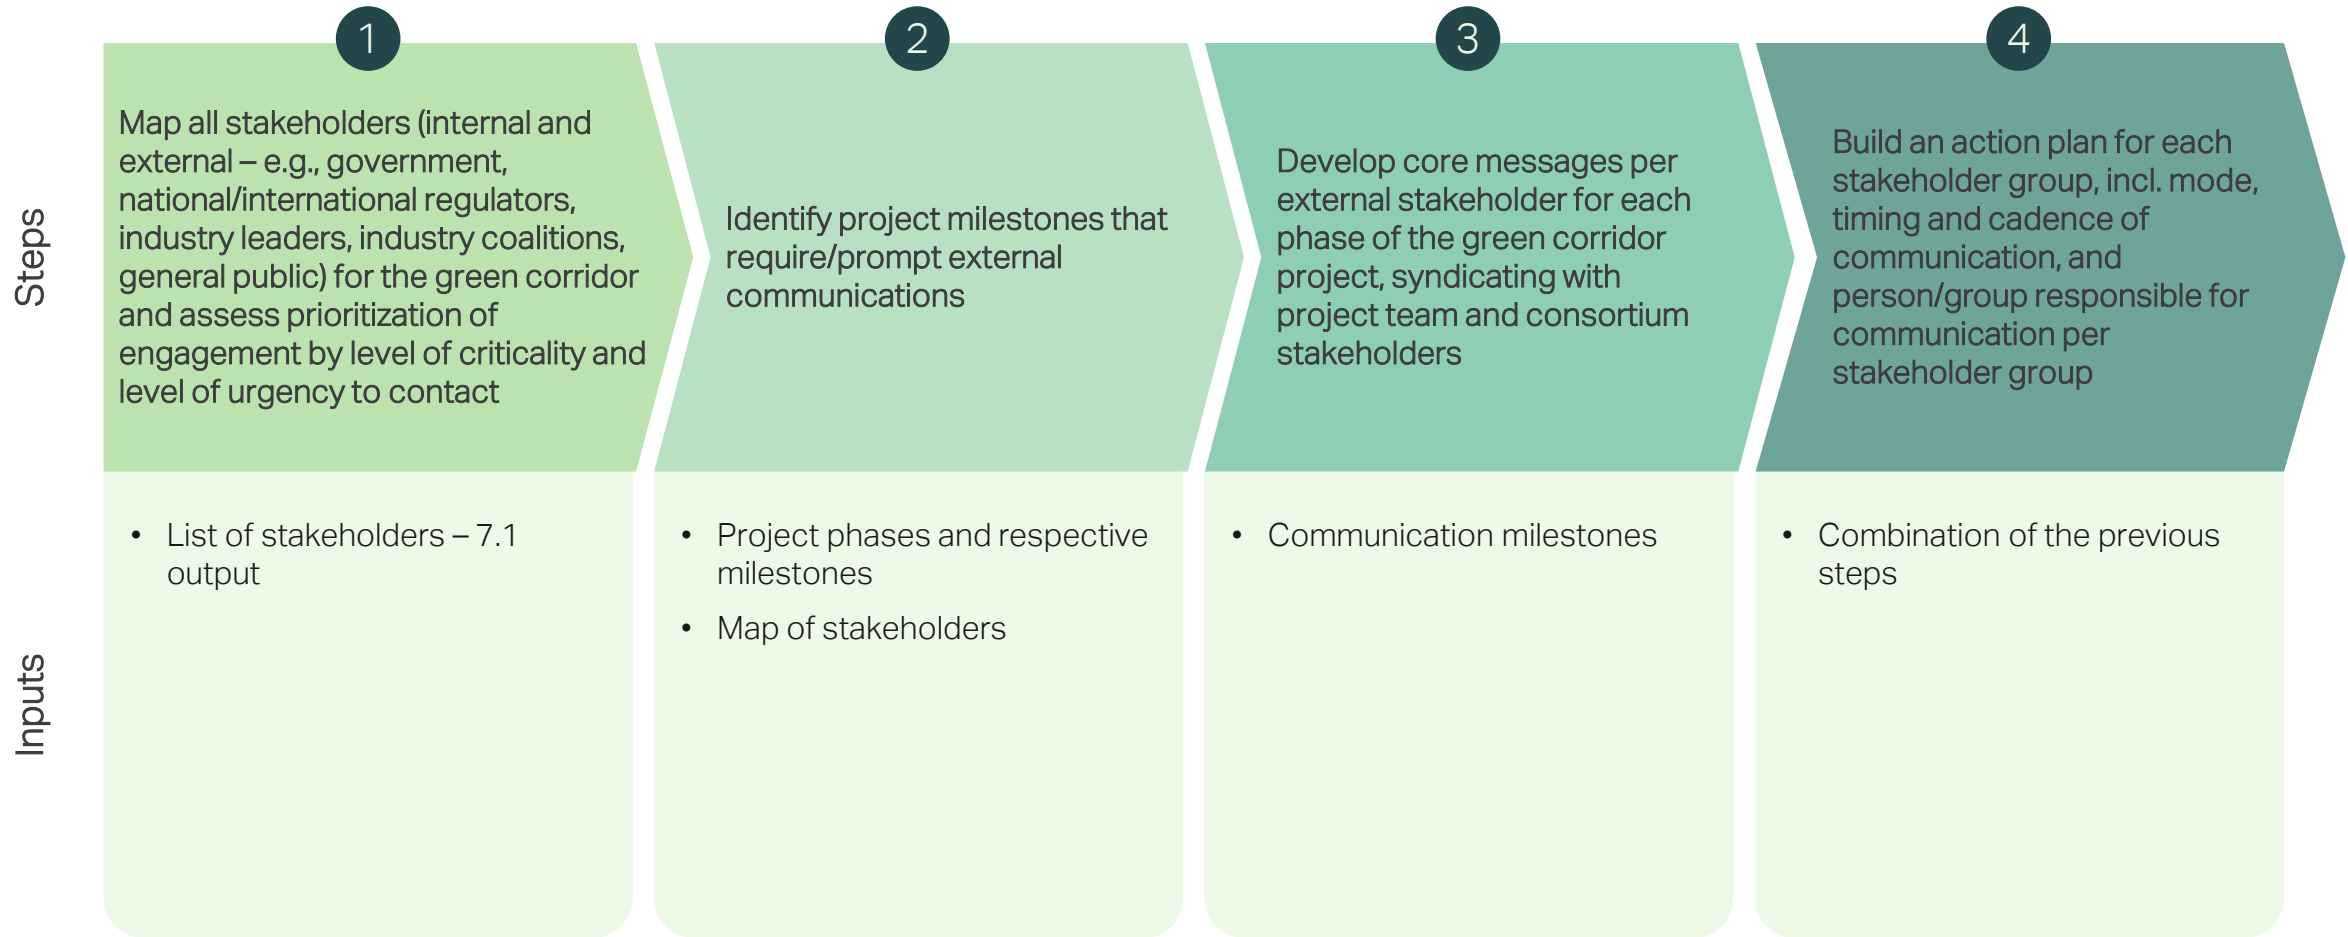 1
2
3
4
Steps
Map all stakeholders (internal and
external – e.g., government,
national/international regulators,
industry leaders, industry coalitions,
general public) for the green corridor
and assess prioritization of
engagement by level of criticality and
level of urgency to contact
Identify project milestones that
require/prompt external
communications
Develop core messages per
external stakeholder for each
phase of the green corridor
project, syndicating with
project team and consortium
stakeholders
Build an action plan for each
stakeholder group, incl. mode,
timing and cadence of
communication, and
person/group responsible for
communication per
stakeholder group
Inputs
• List of stakeholders – 7.1
output
• Project phases and respective
milestones
• Map of stakeholders
• Communication milestones
• Combination of the previous
steps